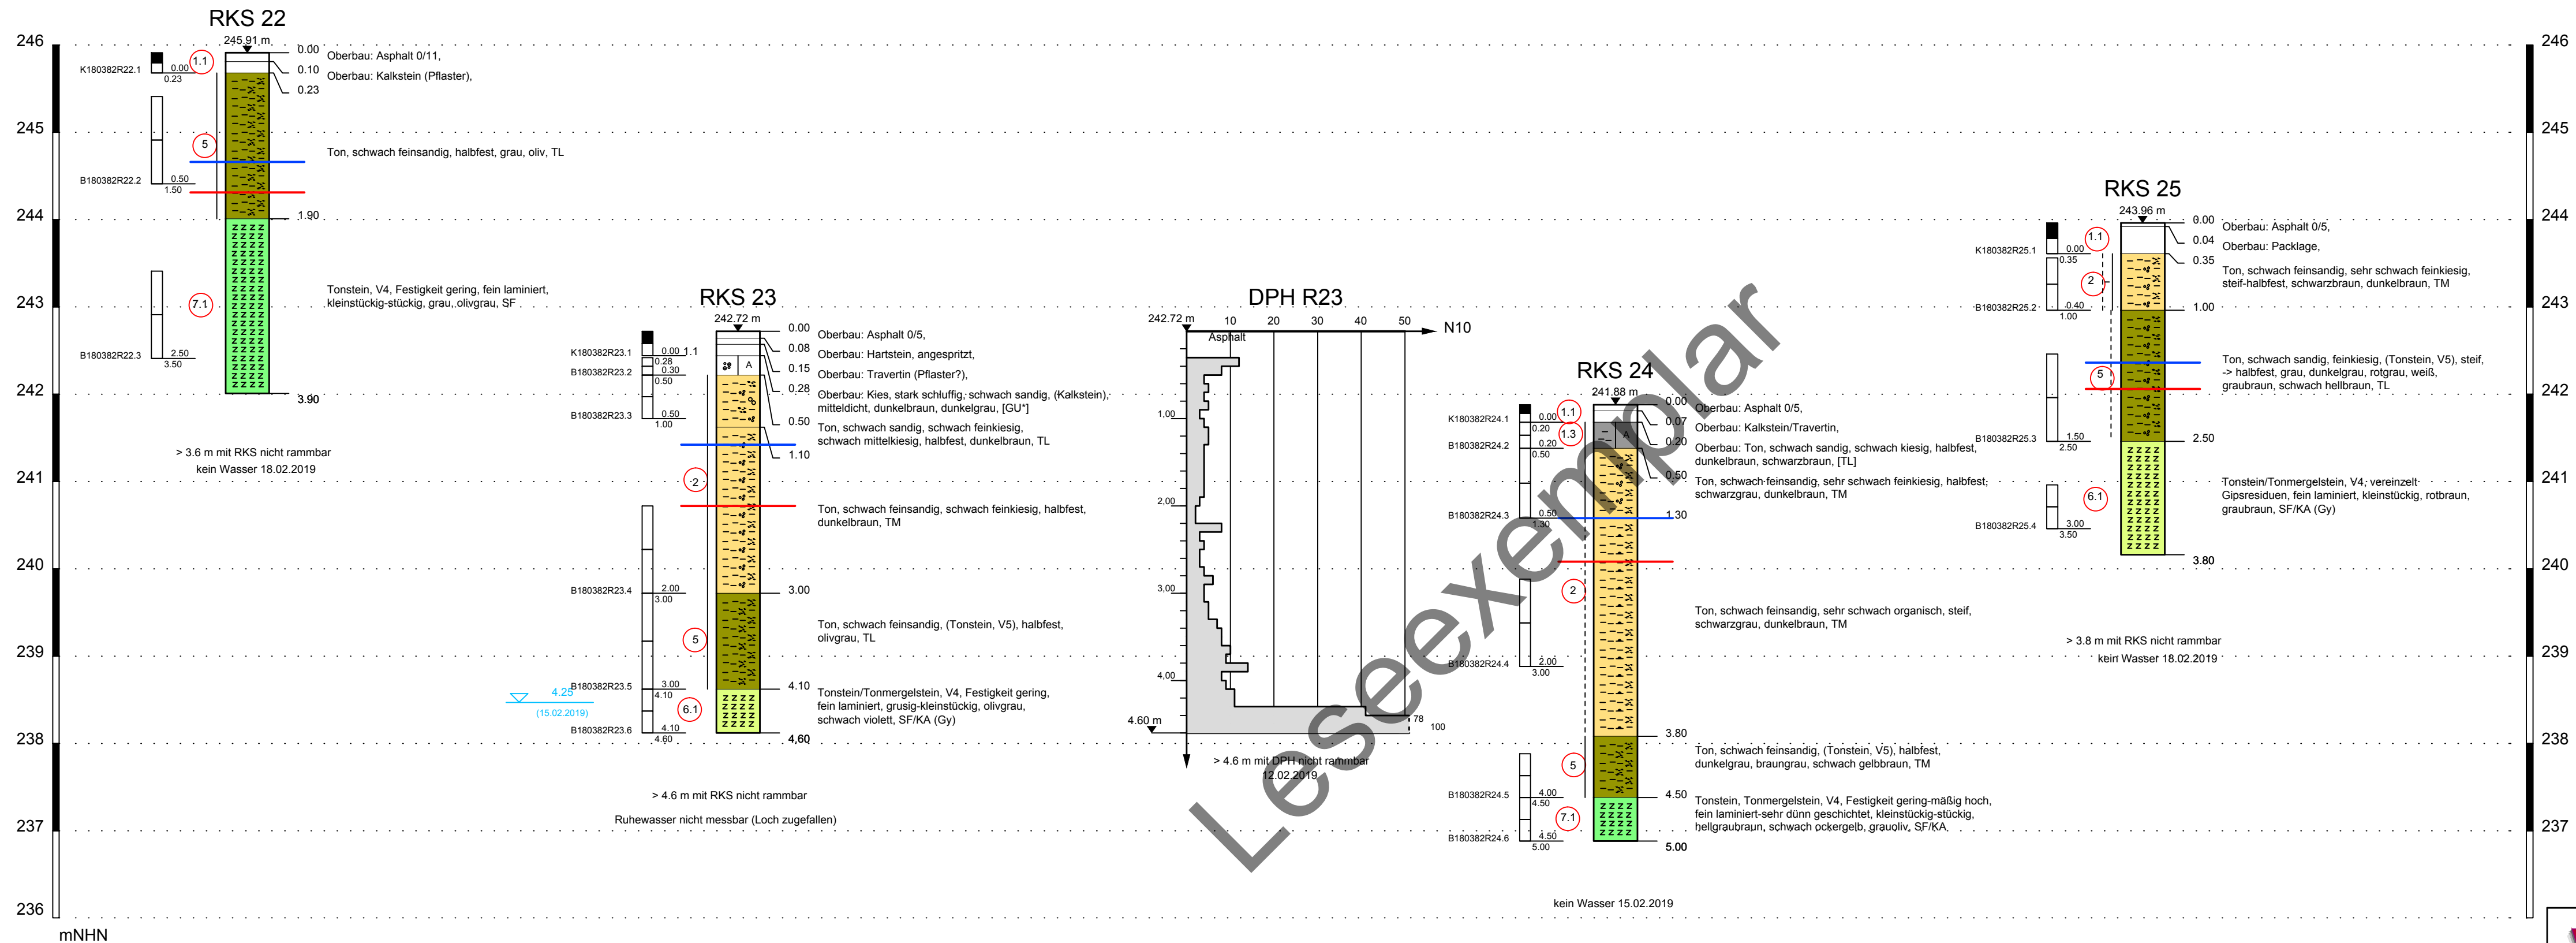 RKS 22
245.91 m
K180382R22.1
0.00
0.23
1.1
0.00
0.10
0.23
Oberbau: Asphalt 0/11,
Oberbau: Kalkstein (Pflaster),
5
Ton, schwach feinsandig, halbfest, grau, oliv, TL
B180382R22.2
0.50
1.50
1.90
7.1
Tonstein, V4, Festigkeit gering, fein laminiert,
kleinstückig-stückig, grau, olivgrau, SF
B180382R22.3
2.50
3.50
3.90
> 3.6 m mit RKS nicht rammbar
kein Wasser 18.02.2019
RKS 23
242.72 m
K180382R23.1
0.00
0.28
1.1
B180382R23.2
0.30
0.50
A
B180382R23.3
0.50
1.00
0.00
0.08
0.15
0.28
0.50
1.10
Oberbau: Asphalt 0/5,
Oberbau: Hartstein, angespritzt,
Oberbau: Travertin (Pflaster?),
Oberbau: Kies, stark schluffig, schwach sandig, (Kalkstein),
mitteldicht, dunkelbraun, dunkelgrau, [GU*]
Ton, schwach sandig, schwach feinkiesig,
schwach mittelkiesig, halbfest, dunkelbraun, TL
2
Ton, schwach feinsandig, schwach feinkiesig, halbfest,
dunkelbraun, TM
B180382R23.4
2.00
3.00
3.00
5
Ton, schwach feinsandig, (Tonstein, V5), halbfest,
olivgrau, TL
B180382R23.5
3.00
4.10
4.10
4.25
(15.02.2019)
6.1
Tonstein/Tonmergelstein, V4, Festigkeit gering,
fein laminiert, grusig-kleinstückig, olivgrau,
schwach violett, SF/KA (Gy)
B180382R23.6
4.10
4.60
4.60
> 4.6 m mit RKS nicht rammbar
Ruhewasser nicht messbar (Loch zugefallen)
DPH R23
242.72 m
10
20
30
40
50
N10
Asphalt
1,00
2,00
3,00
4,00
4.60 m
78
100
> 4.6 m mit DPH nicht rammbar
12.02.2019
RKS 24
241.88 m
K180382R24.1
0.00
0.20
1.1
1.3
B180382R24.2
0.20
0.50
A
0.00
0.07
0.20
0.50
Oberbau: Asphalt 0/5,
Oberbau: Kalkstein/Travertin,
Oberbau: Ton, schwach sandig, schwach kiesig, halbfest,
dunkelbraun, schwarzbraun, [TL]
Ton, schwach feinsandig, sehr schwach feinkiesig, halbfest,
schwarzgrau, dunkelbraun, TM
B180382R24.3
0.50
1.30
1.30
2
Ton, schwach feinsandig, sehr schwach organisch, steif,
schwarzgrau, dunkelbraun, TM
B180382R24.4
2.00
3.00
3.80
5
Ton, schwach feinsandig, (Tonstein, V5), halbfest,
dunkelgrau, braungrau, schwach gelbbraun, TM
B180382R24.5
4.00
4.50
4.50
7.1
Tonstein, Tonmergelstein, V4, Festigkeit gering-mäßig hoch,
fein laminiert-sehr dünn geschichtet, kleinstückig-stückig,
hellgraubraun, schwach ockergelb, grauoliv, SF/KA
B180382R24.6
4.50
5.00
5.00
kein Wasser 15.02.2019
RKS 25
243.96 m
K180382R25.1
0.00
0.35
1.1
0.00
0.04
0.35
Oberbau: Asphalt 0/5,
Oberbau: Packlage,
2
Ton, schwach feinsandig, sehr schwach feinkiesig,
steif-halbfest, schwarzbraun, dunkelbraun, TM
B180382R25.2
0.40
1.00
1.00
5
Ton, schwach sandig, feinkiesig, (Tonstein, V5), steif,
-> halbfest, grau, dunkelgrau, rotgrau, weiß,
graubraun, schwach hellbraun, TL
B180382R25.3
1.50
2.50
2.50
6.1
Tonstein/Tonmergelstein, V4, vereinzelt
Gipsresiduen, fein laminiert, kleinstückig, rotbraun,
graubraun, SF/KA (Gy)
B180382R25.4
3.00
3.50
3.80
> 3.8 m mit RKS nicht rammbar
kein Wasser 18.02.2019
246
245
244
243
242
241
240
239
238
237
236
mNHN
246
245
244
243
242
241
240
239
238
237
Leseexemplar